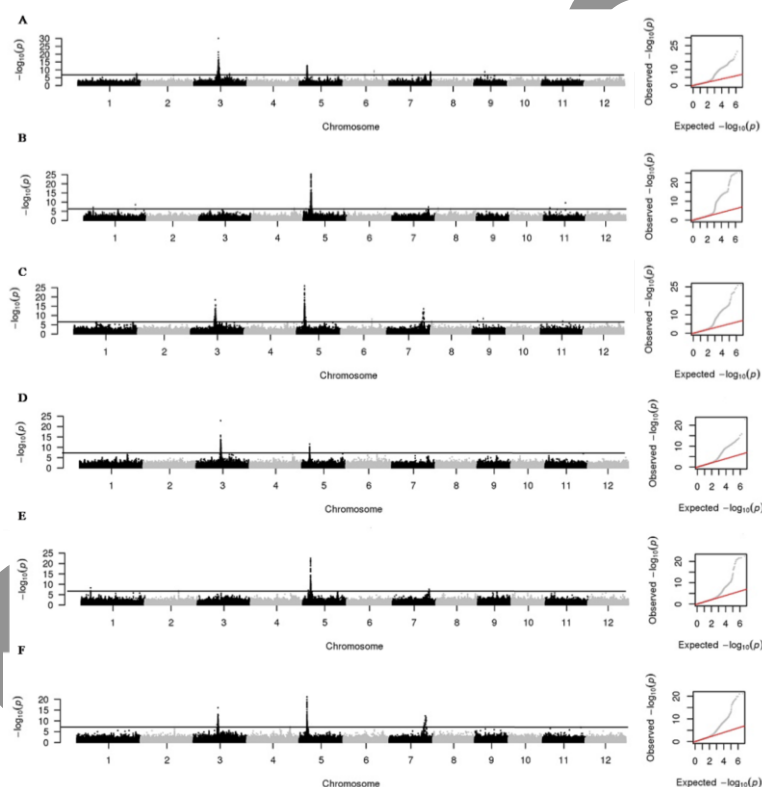 A
−log₁₀(p)
30
25
20
15
10
5
0
1 2 3 4 5 6 7 8 9 10 11 12
Chromosome
Observed −log₁₀(p)
0 10 25
0 1 2 3 4 5 6
Expected −log₁₀(p)
B
−log₁₀(p)
25
20
15
10
5
0
1 2 3 4 5 6 7 8 9 10 11 12
Chromosome
Observed −log₁₀(p)
0 10 25
0 2 4 6
Expected −log₁₀(p)
C
−log₁₀(p)
25
20
15
10
5
0
1 2 3 4 5 6 7 8 9 10 11 12
Chromosome
Observed −log₁₀(p)
0 10 25
0 2 4 6
Expected −log₁₀(p)
D
−log₁₀(p)
25
20
15
10
5
0
1 2 3 4 5 6 7 8 9 10 11 12
Chromosome
Observed −log₁₀(p)
0 10 20
0 2 4 6
Expected −log₁₀(p)
E
−log₁₀(p)
25
20
15
10
5
0
1 2 3 4 5 6 7 8 9 10 11 12
Chromosome
Observed −log₁₀(p)
0 10 20
0 2 4 6
Expected −log₁₀(p)
F
−log₁₀(p)
20
15
10
5
0
1 2 3 4 5 6 7 8 9 10 11 12
Chromosome
Observed −log₁₀(p)
0 10 20
0 2 4 6
Expected −log₁₀(p)